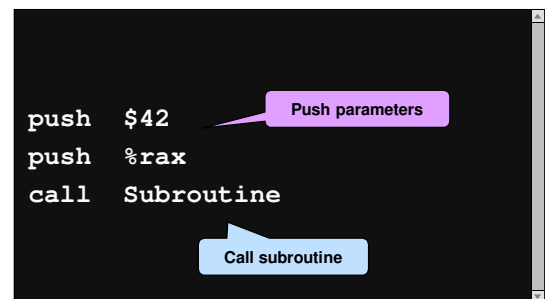 Push parameters
push $42
push %rax
call Subroutine
Call subroutine